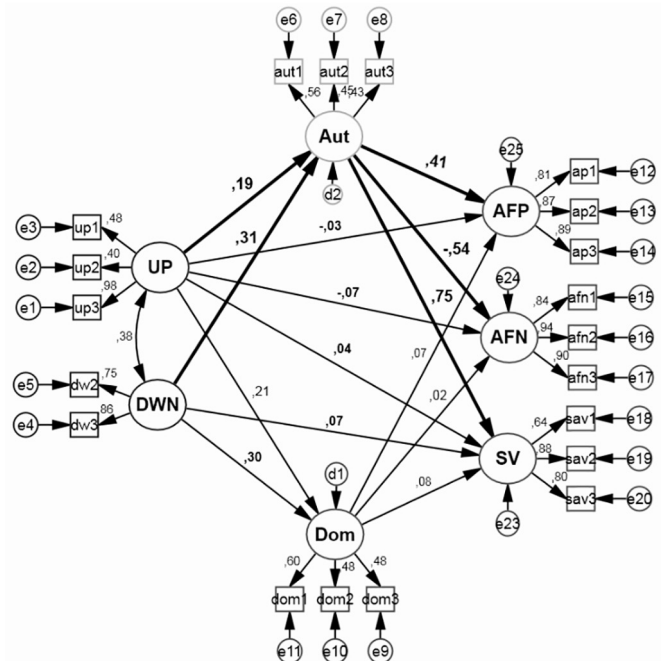 e6 e7 e8
aut1 aut2 aut3
,56 ,45 ,43
Aut
d2
,19
,31
,41
-,54
,75
e25
AFP
,81 ap1 e12
,87 ap2 e13
,89 ap3 e14
e3 up1 ,48
e2 up2 ,40
e1 up3 ,98
UP
-,03
-,07
,04
,21
,38
e24
AFN
,84 afn1 e15
,94 afn2 e16
,90 afn3 e17
,07
,02
e5 dw2 ,75
e4 dw3 ,86
DWN
,07
,30
SV
,64 sav1 e18
,88 sav2 e19
,80 sav3 e20
e23
,08
d1
Dom
,60 ,48 ,48
dom1 dom2 dom3
e11 e10 e9